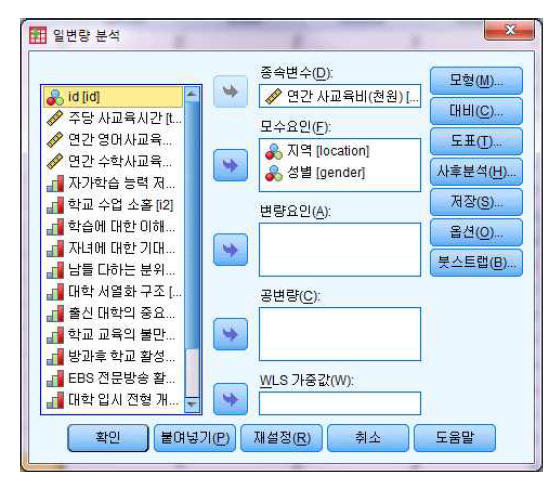 일변량 분석
id [id]
주당 사교육시간 [t...
연간 영어사교육...
연간 수학사교육...
자가학습 능력 저...
학교 수업 소홀 [i2]
학습에 대한 이해...
자녀에 대한 기대...
남들 다하는 분위...
대학 서열화 구조 [...
출신 대학의 중요...
학교 교육의 불만...
방과후 학교 활성...
EBS 전문방송 활...
대학 입시 전형 개...
종속변수(D):
연간 사교육비(천원) [...
모수요인(F):
지역 [location]
성별 [gender]
변량요인(A):
공변량(C):
WLS 가중값(W):
모형(M)...
대비(C)...
도표(T)...
사후분석(H)...
저장(S)...
옵션(O)...
붓스트랩(B)...
확인
붙여넣기(P)
재설정(R)
취소
도움말